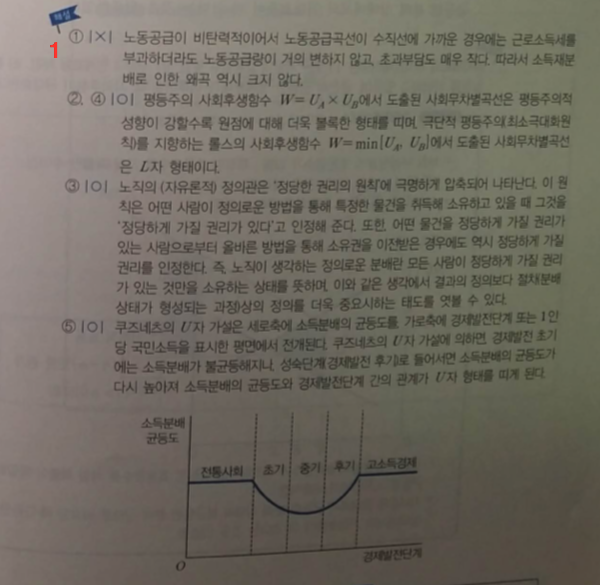 해설
1
① |×| 노동공급이 비탄력적이어서 노동공급곡선이 수직선에 가까운 경우에는 근로소득세를
부과하더라도 노동공급량이 거의 변하지 않고, 초과부담도 매우 작다. 따라서 소득재분
배로 인한 왜곡 역시 크지 않다.
②, ④ |○| 평등주의 사회후생함수 W= U_A × U_B에서 도출된 사회무차별곡선은 평등주의적
성향이 강할수록 원점에 대해 더욱 볼록한 형태를 띠며, 극단적 평등주의(최소극대화원
칙)를 지향하는 롤스의 사회후생함수 W=min[U_A, U_B]에서 도출된 사회무차별곡선
은 L자 형태이다.
③ |○| 노직의 (자유론적) 정의관은 '정당한 권리의 원칙'에 극명하게 압축되어 나타난다. 이 원
칙은 어떤 사람이 정의로운 방법을 통해 특정한 물건을 취득해 소유하고 있을 때 그것을
'정당하게 가질 권리가 있다'고 인정해 준다. 또한, 어떤 물건을 정당하게 가질 권리가
있는 사람으로부터 올바른 방법을 통해 소유권을 이전받은 경우에도 역시 정당하게 가질
권리를 인정한다. 즉, 노직이 생각하는 정의로운 분배란 모든 사람이 정당하게 가질 권리
가 있는 것만을 소유하는 상태를 뜻하며, 이와 같은 생각에서 결과의 정의보다 절차(분배
상태가 형성되는 과정)상의 정의를 더욱 중요시하는 태도를 엿볼 수 있다.
⑤ |○| 쿠즈네츠의 U자 가설은 세로축에 소득분배의 균등도를, 가로축에 경제발전단계 또는 1인
당 국민소득을 표시한 평면에서 전개된다. 쿠즈네츠의 U자 가설에 의하면, 경제발전 초기
에는 소득분배가 불균등해지나, 성숙단계(경제발전 후기)로 들어서면 소득분배의 균등도가
다시 높아져 소득분배의 균등도와 경제발전단계 간의 관계가 U자 형태를 띠게 된다.
소득분배
균등도
전통사회 초기 중기 후기 고소득경제
O
경제발전단계